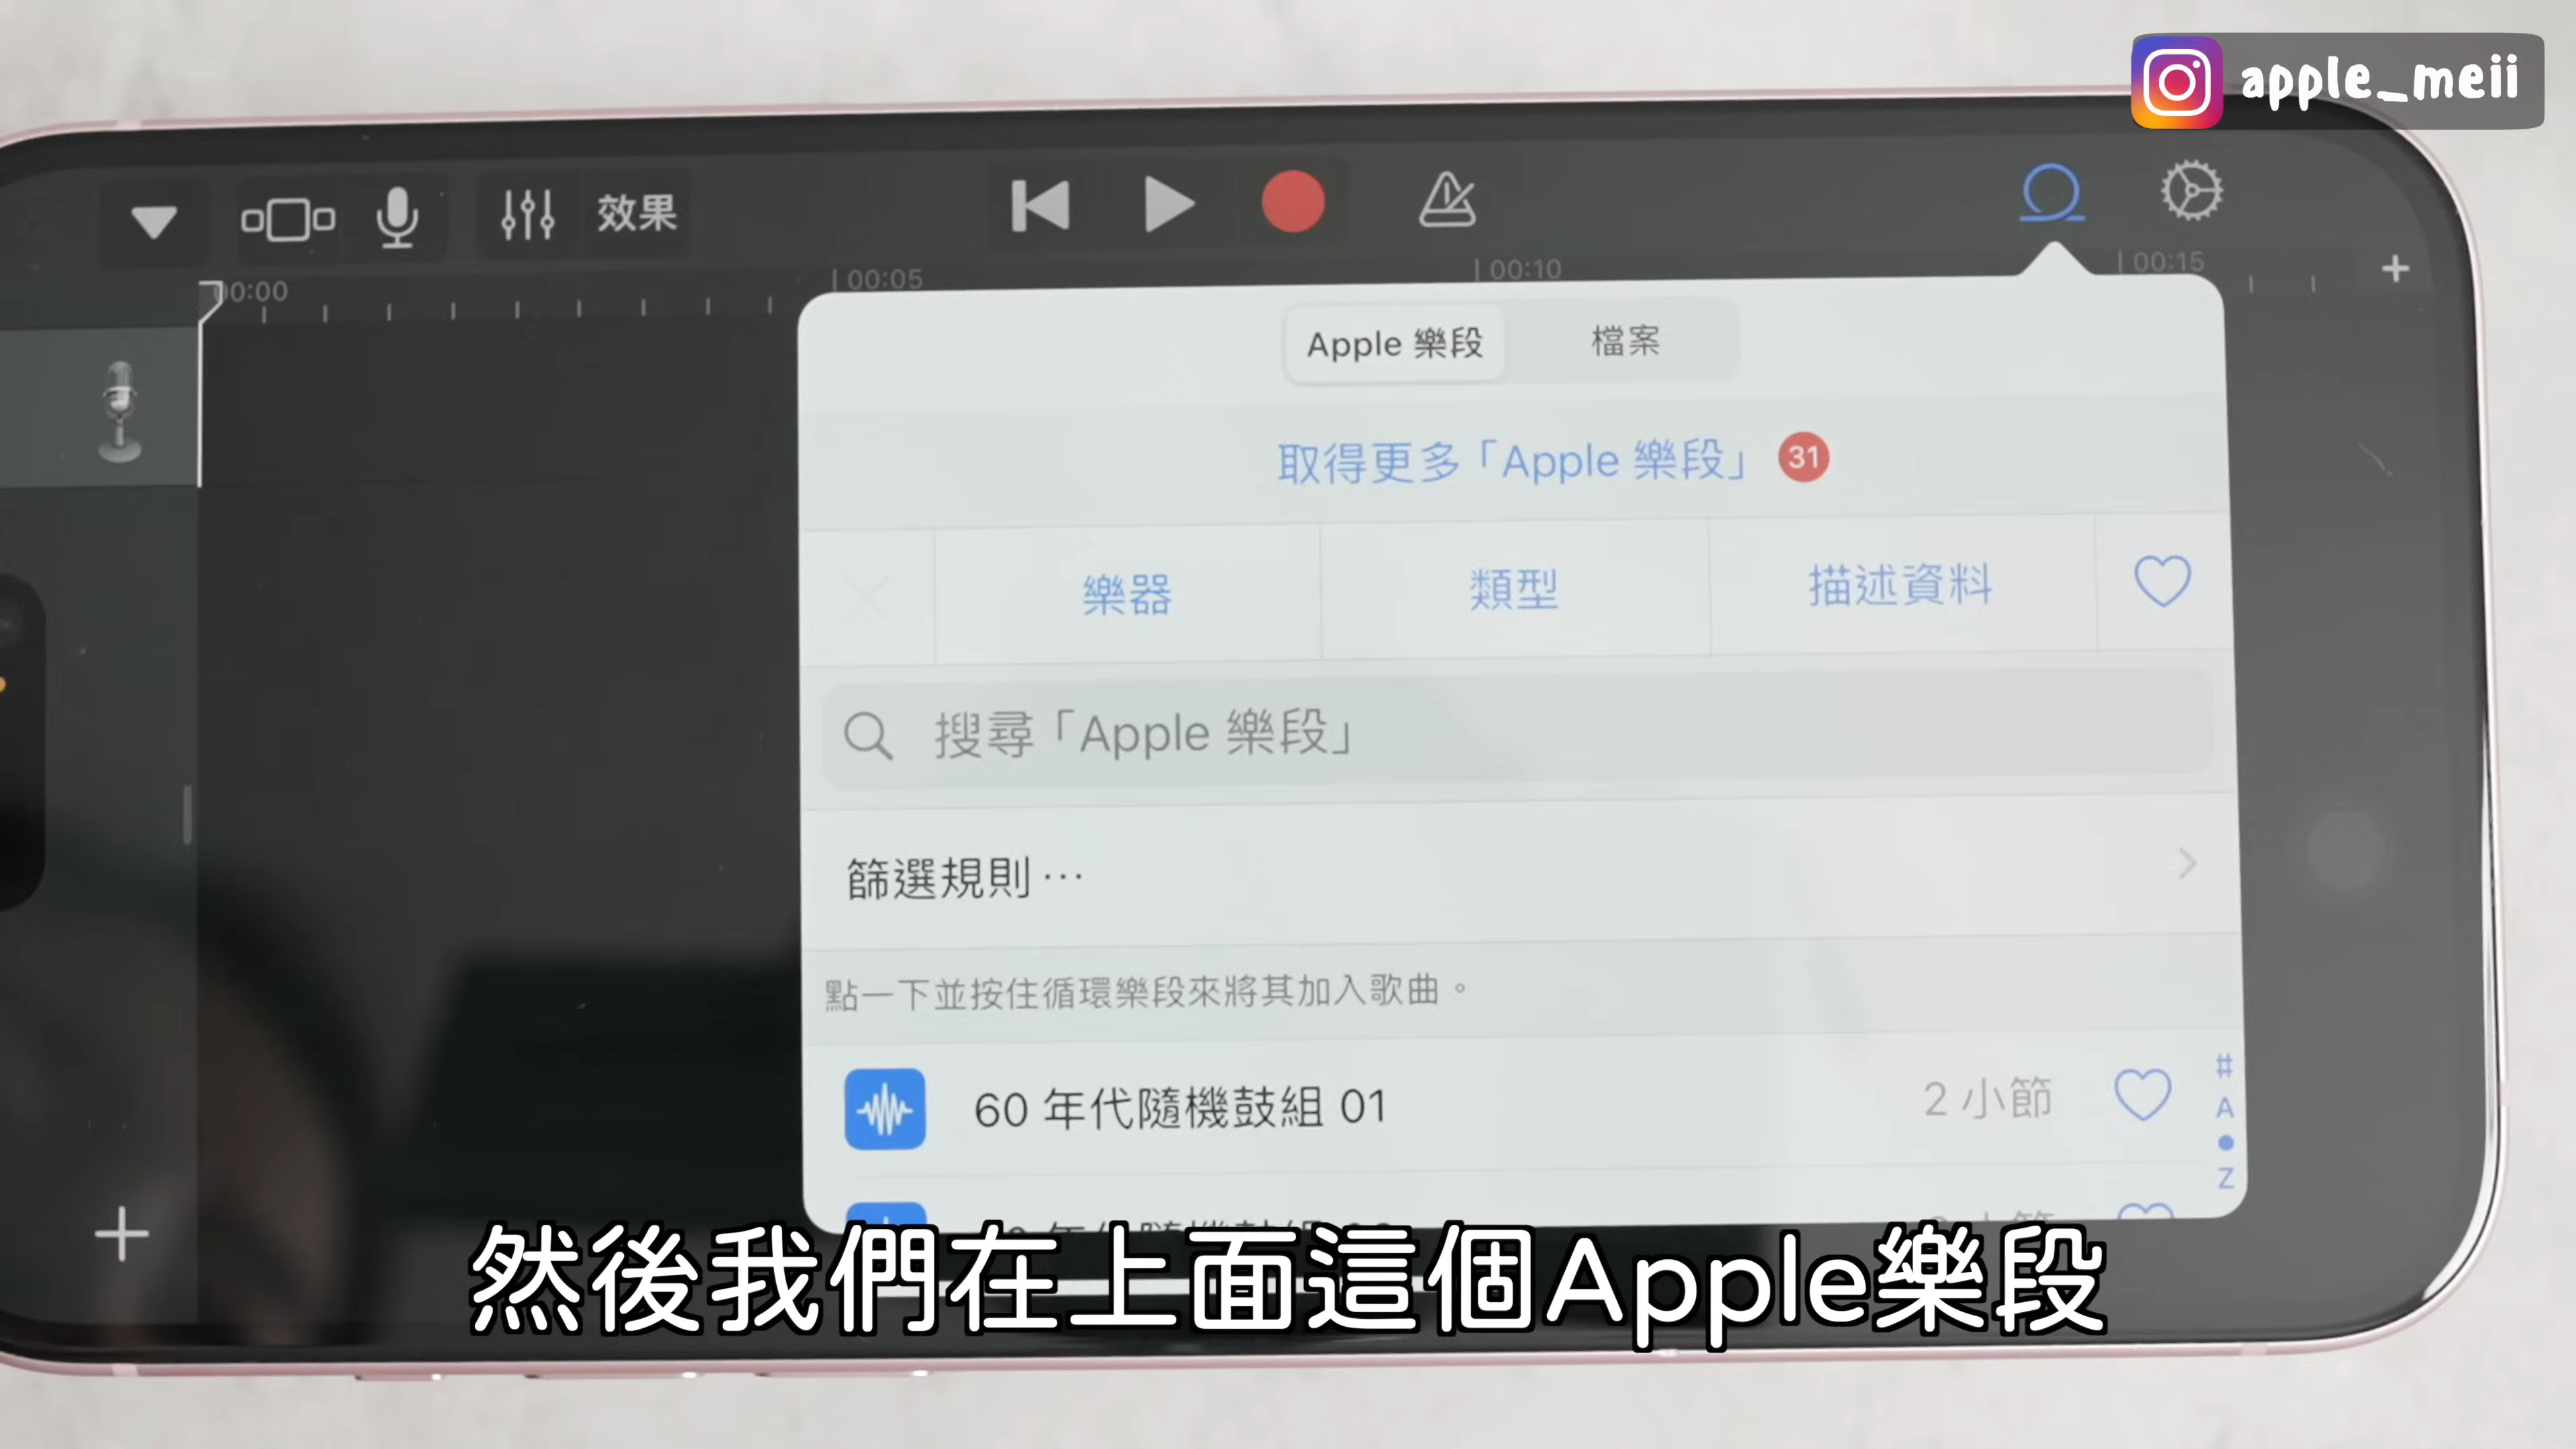 apple_meii
效果
00:00
00:05
00:10
00:15
Apple 樂段
檔案
取得更多「Apple 樂段」 31
樂器
類型
描述資料
搜尋「Apple 樂段」
篩選規則 …
點一下並按住循環樂段來將其加入歌曲。
60 年代隨機鼓組 01
2 小節
#
A
Z
然後我們在上面這個Apple樂段